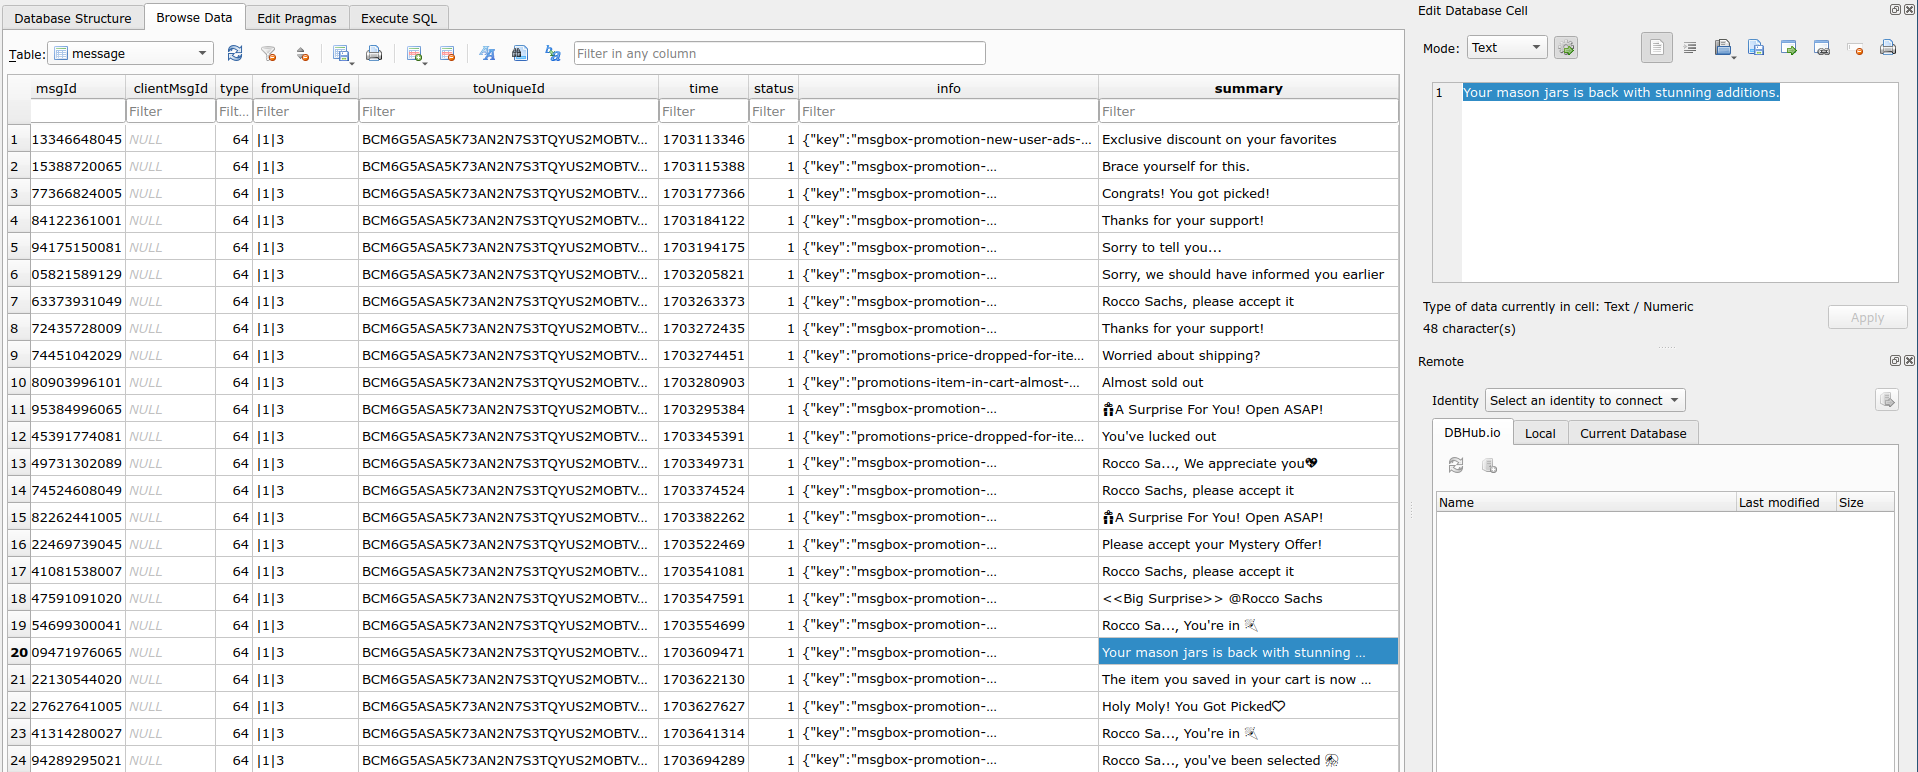 Database Structure Browse Data Edit Pragmas Execute SQL
Table: message Filter in any column
msgId clientMsgId type fromUniqueId toUniqueId time status info summary
Filter Filt... Filter Filter Filter Filter Filter Filter
1 13346648045 NULL 64 |1|3 BCM6G5ASA5K73AN2N7S3TQYUS2MOBTV... 1703113346 1 {"key":"msgbox-promotion-new-user-ads-... Exclusive discount on your favorites
2 15388720065 NULL 64 |1|3 BCM6G5ASA5K73AN2N7S3TQYUS2MOBTV... 1703115388 1 {"key":"msgbox-promotion-... Brace yourself for this.
3 77366824005 NULL 64 |1|3 BCM6G5ASA5K73AN2N7S3TQYUS2MOBTV... 1703177366 1 {"key":"msgbox-promotion-... Congrats! You got picked!
4 84122361001 NULL 64 |1|3 BCM6G5ASA5K73AN2N7S3TQYUS2MOBTV... 1703184122 1 {"key":"msgbox-promotion-... Thanks for your support!
5 94175150081 NULL 64 |1|3 BCM6G5ASA5K73AN2N7S3TQYUS2MOBTV... 1703194175 1 {"key":"msgbox-promotion-... Sorry to tell you...
6 05821589129 NULL 64 |1|3 BCM6G5ASA5K73AN2N7S3TQYUS2MOBTV... 1703205821 1 {"key":"msgbox-promotion-... Sorry, we should have informed you earlier
7 63373931049 NULL 64 |1|3 BCM6G5ASA5K73AN2N7S3TQYUS2MOBTV... 1703263373 1 {"key":"msgbox-promotion-... Rocco Sachs, please accept it
8 72435728009 NULL 64 |1|3 BCM6G5ASA5K73AN2N7S3TQYUS2MOBTV... 1703272435 1 {"key":"msgbox-promotion-... Thanks for your support!
9 74451042029 NULL 64 |1|3 BCM6G5ASA5K73AN2N7S3TQYUS2MOBTV... 1703274451 1 {"key":"promotions-price-dropped-for-ite... Worried about shipping?
10 80903996101 NULL 64 |1|3 BCM6G5ASA5K73AN2N7S3TQYUS2MOBTV... 1703280903 1 {"key":"promotions-item-in-cart-almost-... Almost sold out
11 95384996065 NULL 64 |1|3 BCM6G5ASA5K73AN2N7S3TQYUS2MOBTV... 1703295384 1 {"key":"msgbox-promotion-... 🎁A Surprise For You! Open ASAP!
12 45391774081 NULL 64 |1|3 BCM6G5ASA5K73AN2N7S3TQYUS2MOBTV... 1703345391 1 {"key":"promotions-price-dropped-for-ite... You've lucked out
13 49731302089 NULL 64 |1|3 BCM6G5ASA5K73AN2N7S3TQYUS2MOBTV... 1703349731 1 {"key":"msgbox-promotion-... Rocco Sa..., We appreciate you💖
14 74524608049 NULL 64 |1|3 BCM6G5ASA5K73AN2N7S3TQYUS2MOBTV... 1703374524 1 {"key":"msgbox-promotion-... Rocco Sachs, please accept it
15 82262441005 NULL 64 |1|3 BCM6G5ASA5K73AN2N7S3TQYUS2MOBTV... 1703382262 1 {"key":"msgbox-promotion-... 🎁A Surprise For You! Open ASAP!
16 22469739045 NULL 64 |1|3 BCM6G5ASA5K73AN2N7S3TQYUS2MOBTV... 1703522469 1 {"key":"msgbox-promotion-... Please accept your Mystery Offer!
17 41081538007 NULL 64 |1|3 BCM6G5ASA5K73AN2N7S3TQYUS2MOBTV... 1703541081 1 {"key":"msgbox-promotion-... Rocco Sachs, please accept it
18 47591091020 NULL 64 |1|3 BCM6G5ASA5K73AN2N7S3TQYUS2MOBTV... 1703547591 1 {"key":"msgbox-promotion-... <<Big Surprise>> @Rocco Sachs
19 54699300041 NULL 64 |1|3 BCM6G5ASA5K73AN2N7S3TQYUS2MOBTV... 1703554699 1 {"key":"msgbox-promotion-... Rocco Sa..., You're in 🎉
20 09471976065 NULL 64 |1|3 BCM6G5ASA5K73AN2N7S3TQYUS2MOBTV... 1703609471 1 {"key":"msgbox-promotion-... Your mason jars is back with stunning ...
21 22130544020 NULL 64 |1|3 BCM6G5ASA5K73AN2N7S3TQYUS2MOBTV... 1703622130 1 {"key":"msgbox-promotion-... The item you saved in your cart is now ...
22 27627641005 NULL 64 |1|3 BCM6G5ASA5K73AN2N7S3TQYUS2MOBTV... 1703627627 1 {"key":"msgbox-promotion-... Holy Moly! You Got Picked♡
23 41314280027 NULL 64 |1|3 BCM6G5ASA5K73AN2N7S3TQYUS2MOBTV... 1703641314 1 {"key":"msgbox-promotion-... Rocco Sa..., You're in 🎉
24 94289295021 NULL 64 |1|3 BCM6G5ASA5K73AN2N7S3TQYUS2MOBTV... 1703694289 1 {"key":"msgbox-promotion-... Rocco Sa..., you've been selected
Edit Database Cell
Mode: Text
1 Your mason jars is back with stunning additions.
Type of data currently in cell: Text / Numeric
48 character(s)
Apply
Remote
Identity Select an identity to connect
DBHub.io Local Current Database
Name Last modified Size